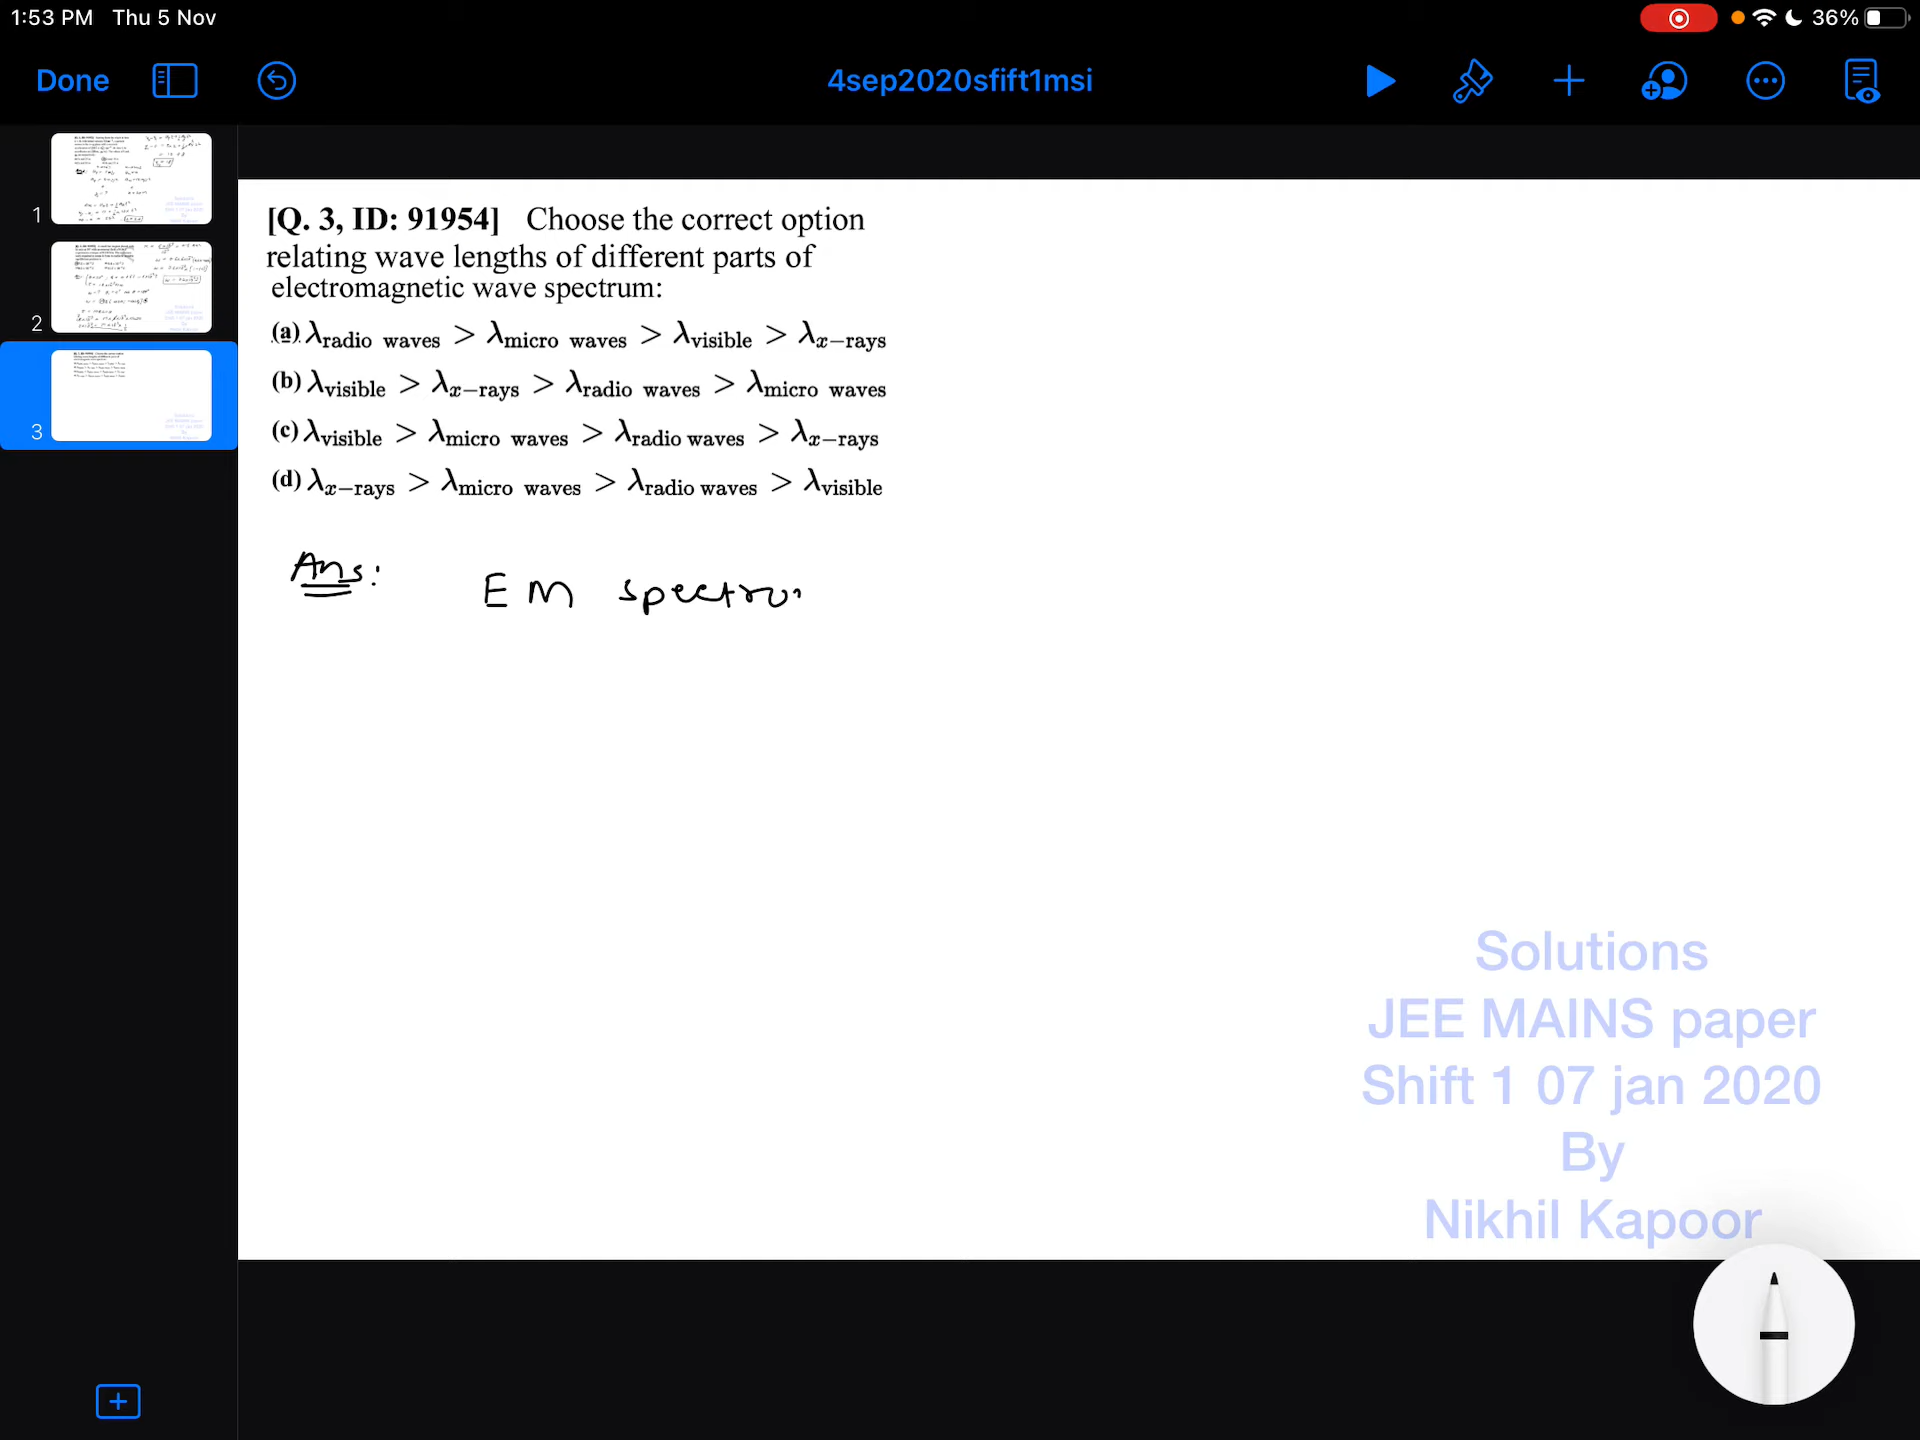 1:53 PM Thu 5 Nov
36%
Done
4sep2020sfift1msi
1
2
3
[Q. 3, ID: 91954] Choose the correct option
relating wave lengths of different parts of
electromagnetic wave spectrum:
(a) λradio waves > λmicro waves > λvisible > λx−rays
(b) λvisible > λx−rays > λradio waves > λmicro waves
(c) λvisible > λmicro waves > λradio waves > λx−rays
(d) λx−rays > λmicro waves > λradio waves > λvisible
Ans:
EM spectru
Solutions
JEE MAINS paper
Shift 1 07 jan 2020
By
Nikhil Kapoor